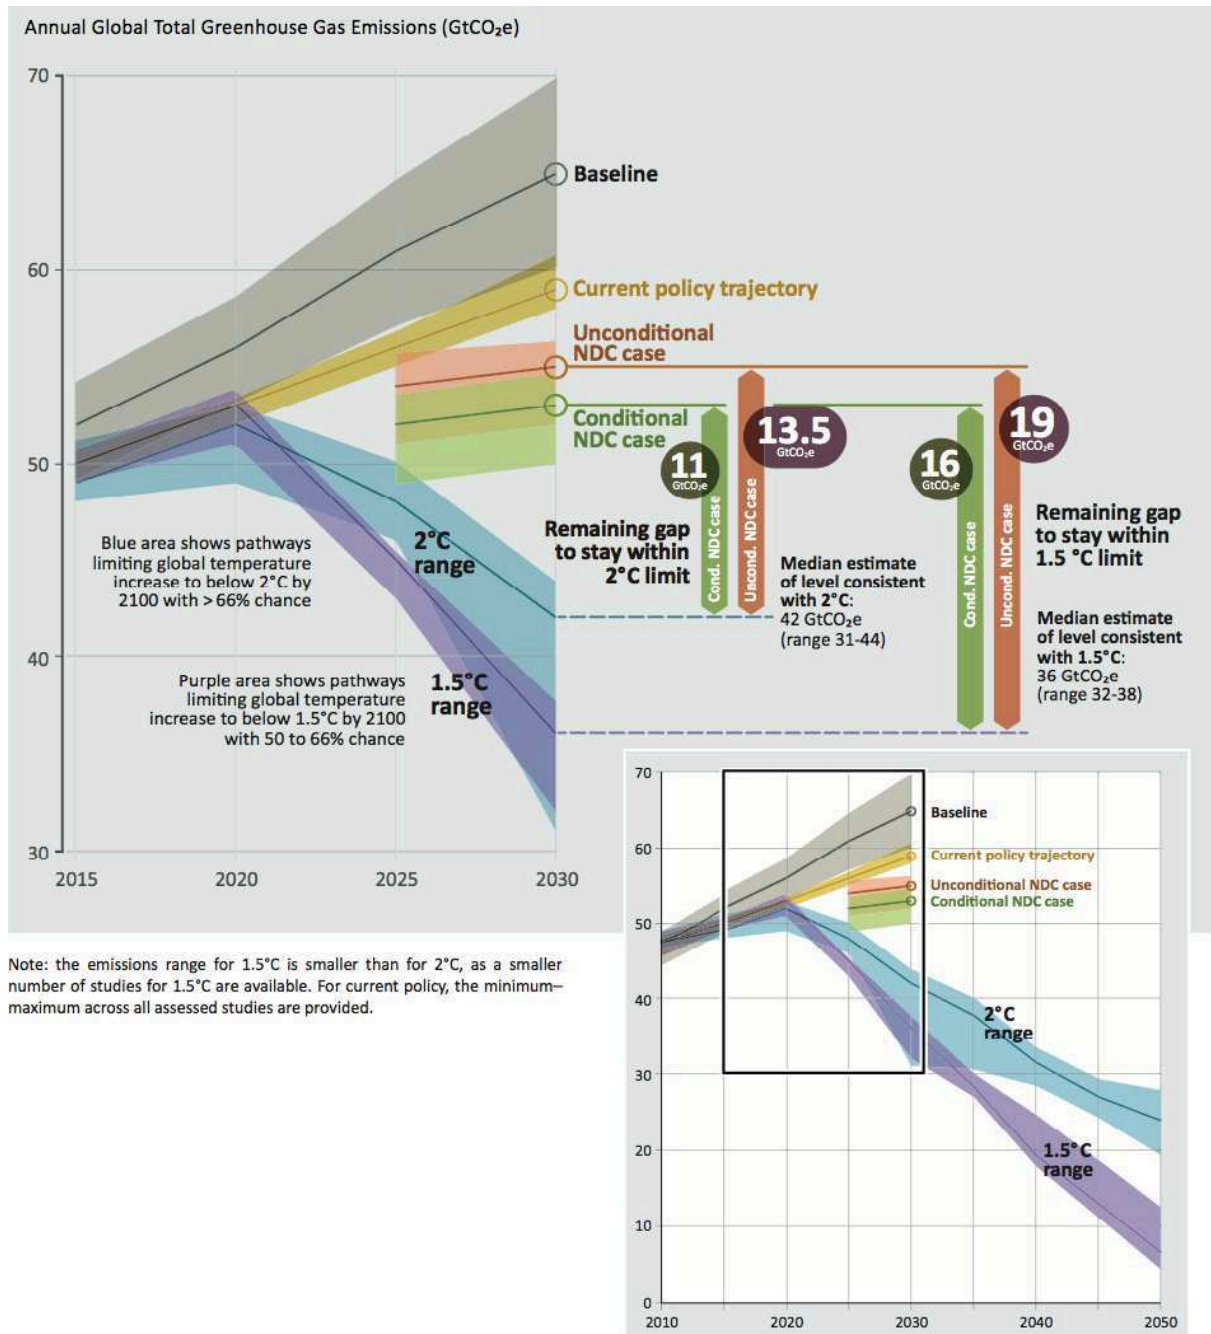 Annual Global Total Greenhouse Gas Emissions (GtCO₂e)
70
60
50
40
30
2015
2020
2025
2030
Baseline
Current policy trajectory
Unconditional
NDC case
Conditional
NDC case
11
GtCO₂e
13.5
GtCO₂e
16
GtCO₂e
19
GtCO₂e
Cond. NDC case
Uncond. NDC case
Cond. NDC case
Uncond. NDC case
Remaining gap
to stay within
2°C limit
Median estimate
of level consistent
with 2°C:
42 GtCO₂e
(range 31-44)
Remaining gap
to stay within
1.5 °C limit
Median estimate
of level consistent
with 1.5°C:
36 GtCO₂e
(range 32-38)
Blue area shows pathways
limiting global temperature
increase to below 2°C by
2100 with > 66% chance
2°C
range
Purple area shows pathways
limiting global temperature
increase to below 1.5°C by 2100
with 50 to 66% chance
1.5°C
range
Note: the emissions range for 1.5°C is smaller than for 2°C, as a smaller
number of studies for 1.5°C are available. For current policy, the minimum–
maximum across all assessed studies are provided.
70
60
50
40
30
20
10
0
2010
2020
2030
2040
2050
Baseline
Current policy trajectory
Unconditional NDC case
Conditional NDC case
2°C
range
1.5°C
range